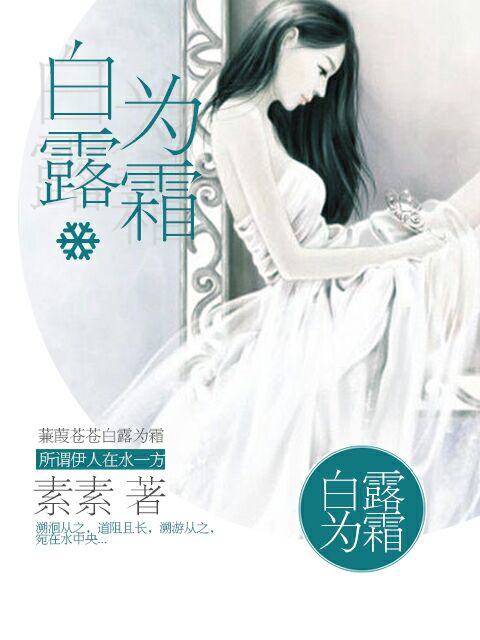 白露
为霜
蒹葭苍苍白露为霜
所谓伊人在水一方
素素 著
溯洄从之，道阻且长，溯游从之，
宛在水中央...
白露
为霜